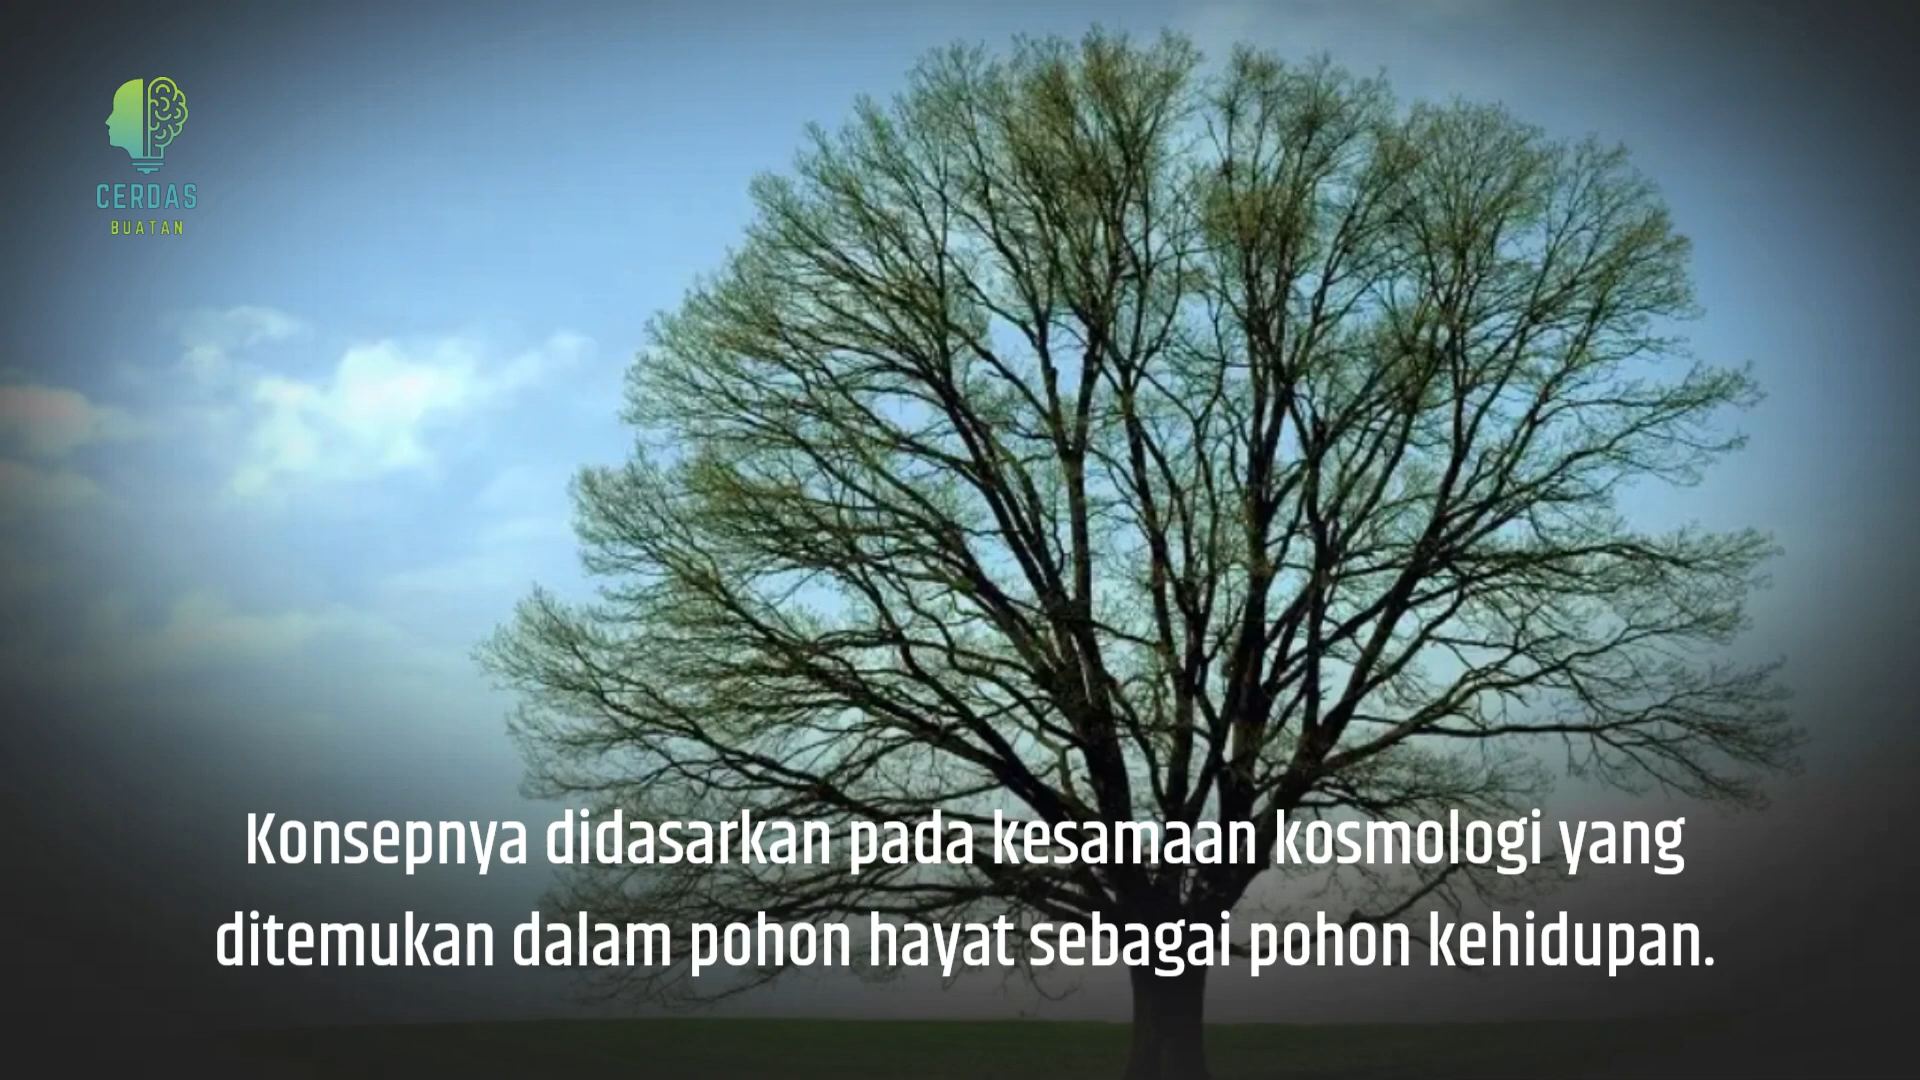 CERDAS
BUATAN
Konsepnya didasarkan pada kesamaan kosmologi yang
ditemukan dalam pohon hayat sebagai pohon kehidupan.